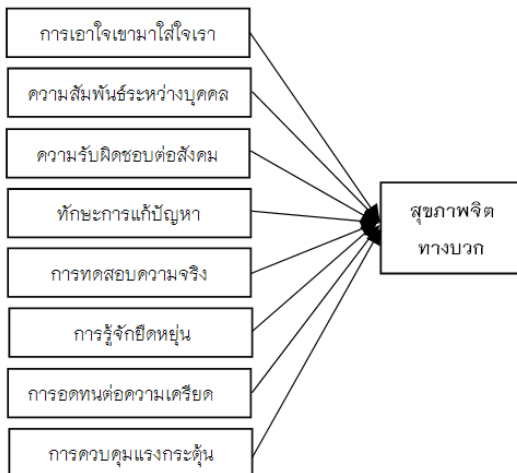 การเอาใจเขามาใส่ใจเรา
ความสัมพันธ์ระหว่างบุคคล
ความรับผิดชอบต่อสังคม
ทักษะการแก้ปัญหา
การทดสอบความจริง
การรู้จักยืดหยุ่น
การอดทนต่อความเครียด
การควบคุมแรงกระตุ้น
สุขภาพจิต
ทางบวก